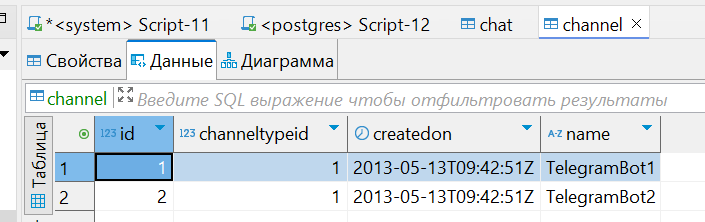 *<system> Script-11 <postgres> Script-12 chat channel
Свойства Данные Диаграмма
channel Введите SQL выражение чтобы отфильтровать результаты
Таблица
123 id 123 channeltypeid createdon A-Z name
1 1 1 2013-05-13T09:42:51Z TelegramBot1
2 2 1 2013-05-13T09:42:51Z TelegramBot2